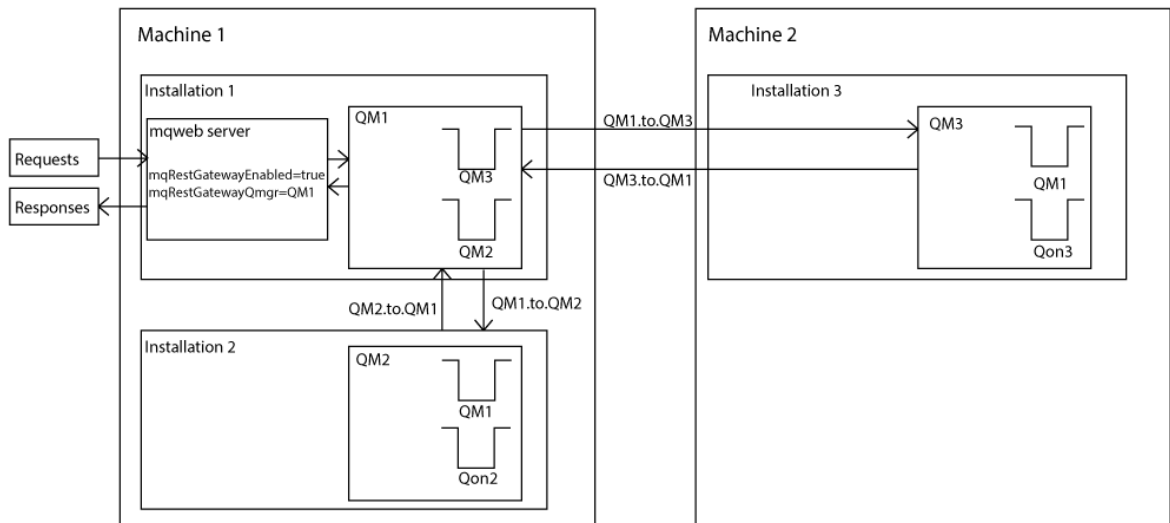 Machine 1
Machine 2
Installation 1
Installation 3
mqweb server
QM1
QM3
QM1.to.QM3
Requests
mqRestGatewayEnabled=true
QM3
QM1
mqRestGatewayQmgr=QM1
QM3.to.QM1
Responses
QM2
Qon3
QM2.to.QM1
QM1.to.QM2
Installation 2
QM2
QM1
Qon2